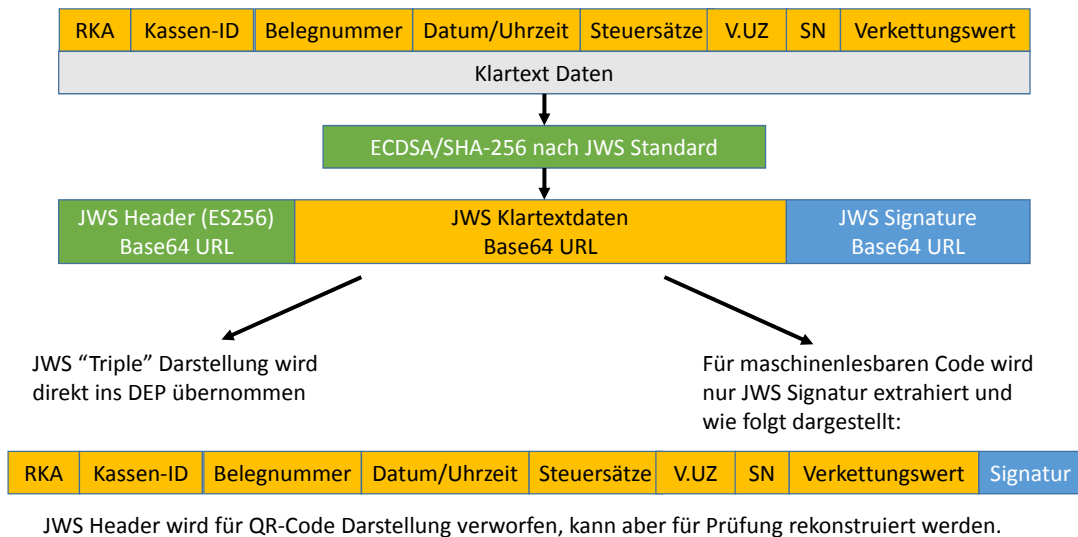 RKA Kassen-ID Belegnummer Datum/Uhrzeit Steuersätze V.UZ SN Verkettungswert
Klartext Daten
ECDSA/SHA-256 nach JWS Standard
JWS Header (ES256)
Base64 URL
JWS Klartextdaten
Base64 URL
JWS Signature
Base64 URL
JWS “Triple” Darstellung wird
direkt ins DEP übernommen
Für maschinenlesbaren Code wird
nur JWS Signatur extrahiert und
wie folgt dargestellt:
RKA Kassen-ID Belegnummer Datum/Uhrzeit Steuersätze V.UZ SN Verkettungswert Signatur
JWS Header wird für QR-Code Darstellung verworfen, kann aber für Prüfung rekonstruiert werden.